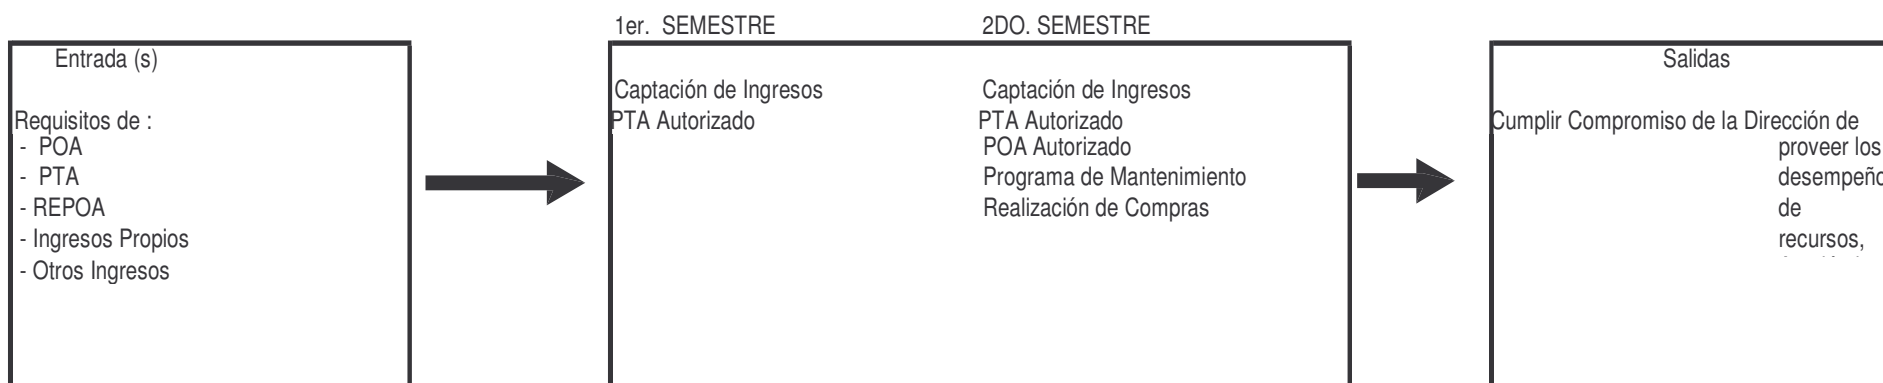 1er. SEMESTRE
2DO. SEMESTRE
Entrada (s)
Requisitos de :
- POA
- PTA
- REPOA
- Ingresos Propios
- Otros Ingresos
Captación de Ingresos
PTA Autorizado
Captación de Ingresos
PTA Autorizado
POA Autorizado
Programa de Mantenimiento
Realización de Compras
Salidas
Cumplir Compromiso de la Dirección de
proveer los
desempeño
de
recursos,